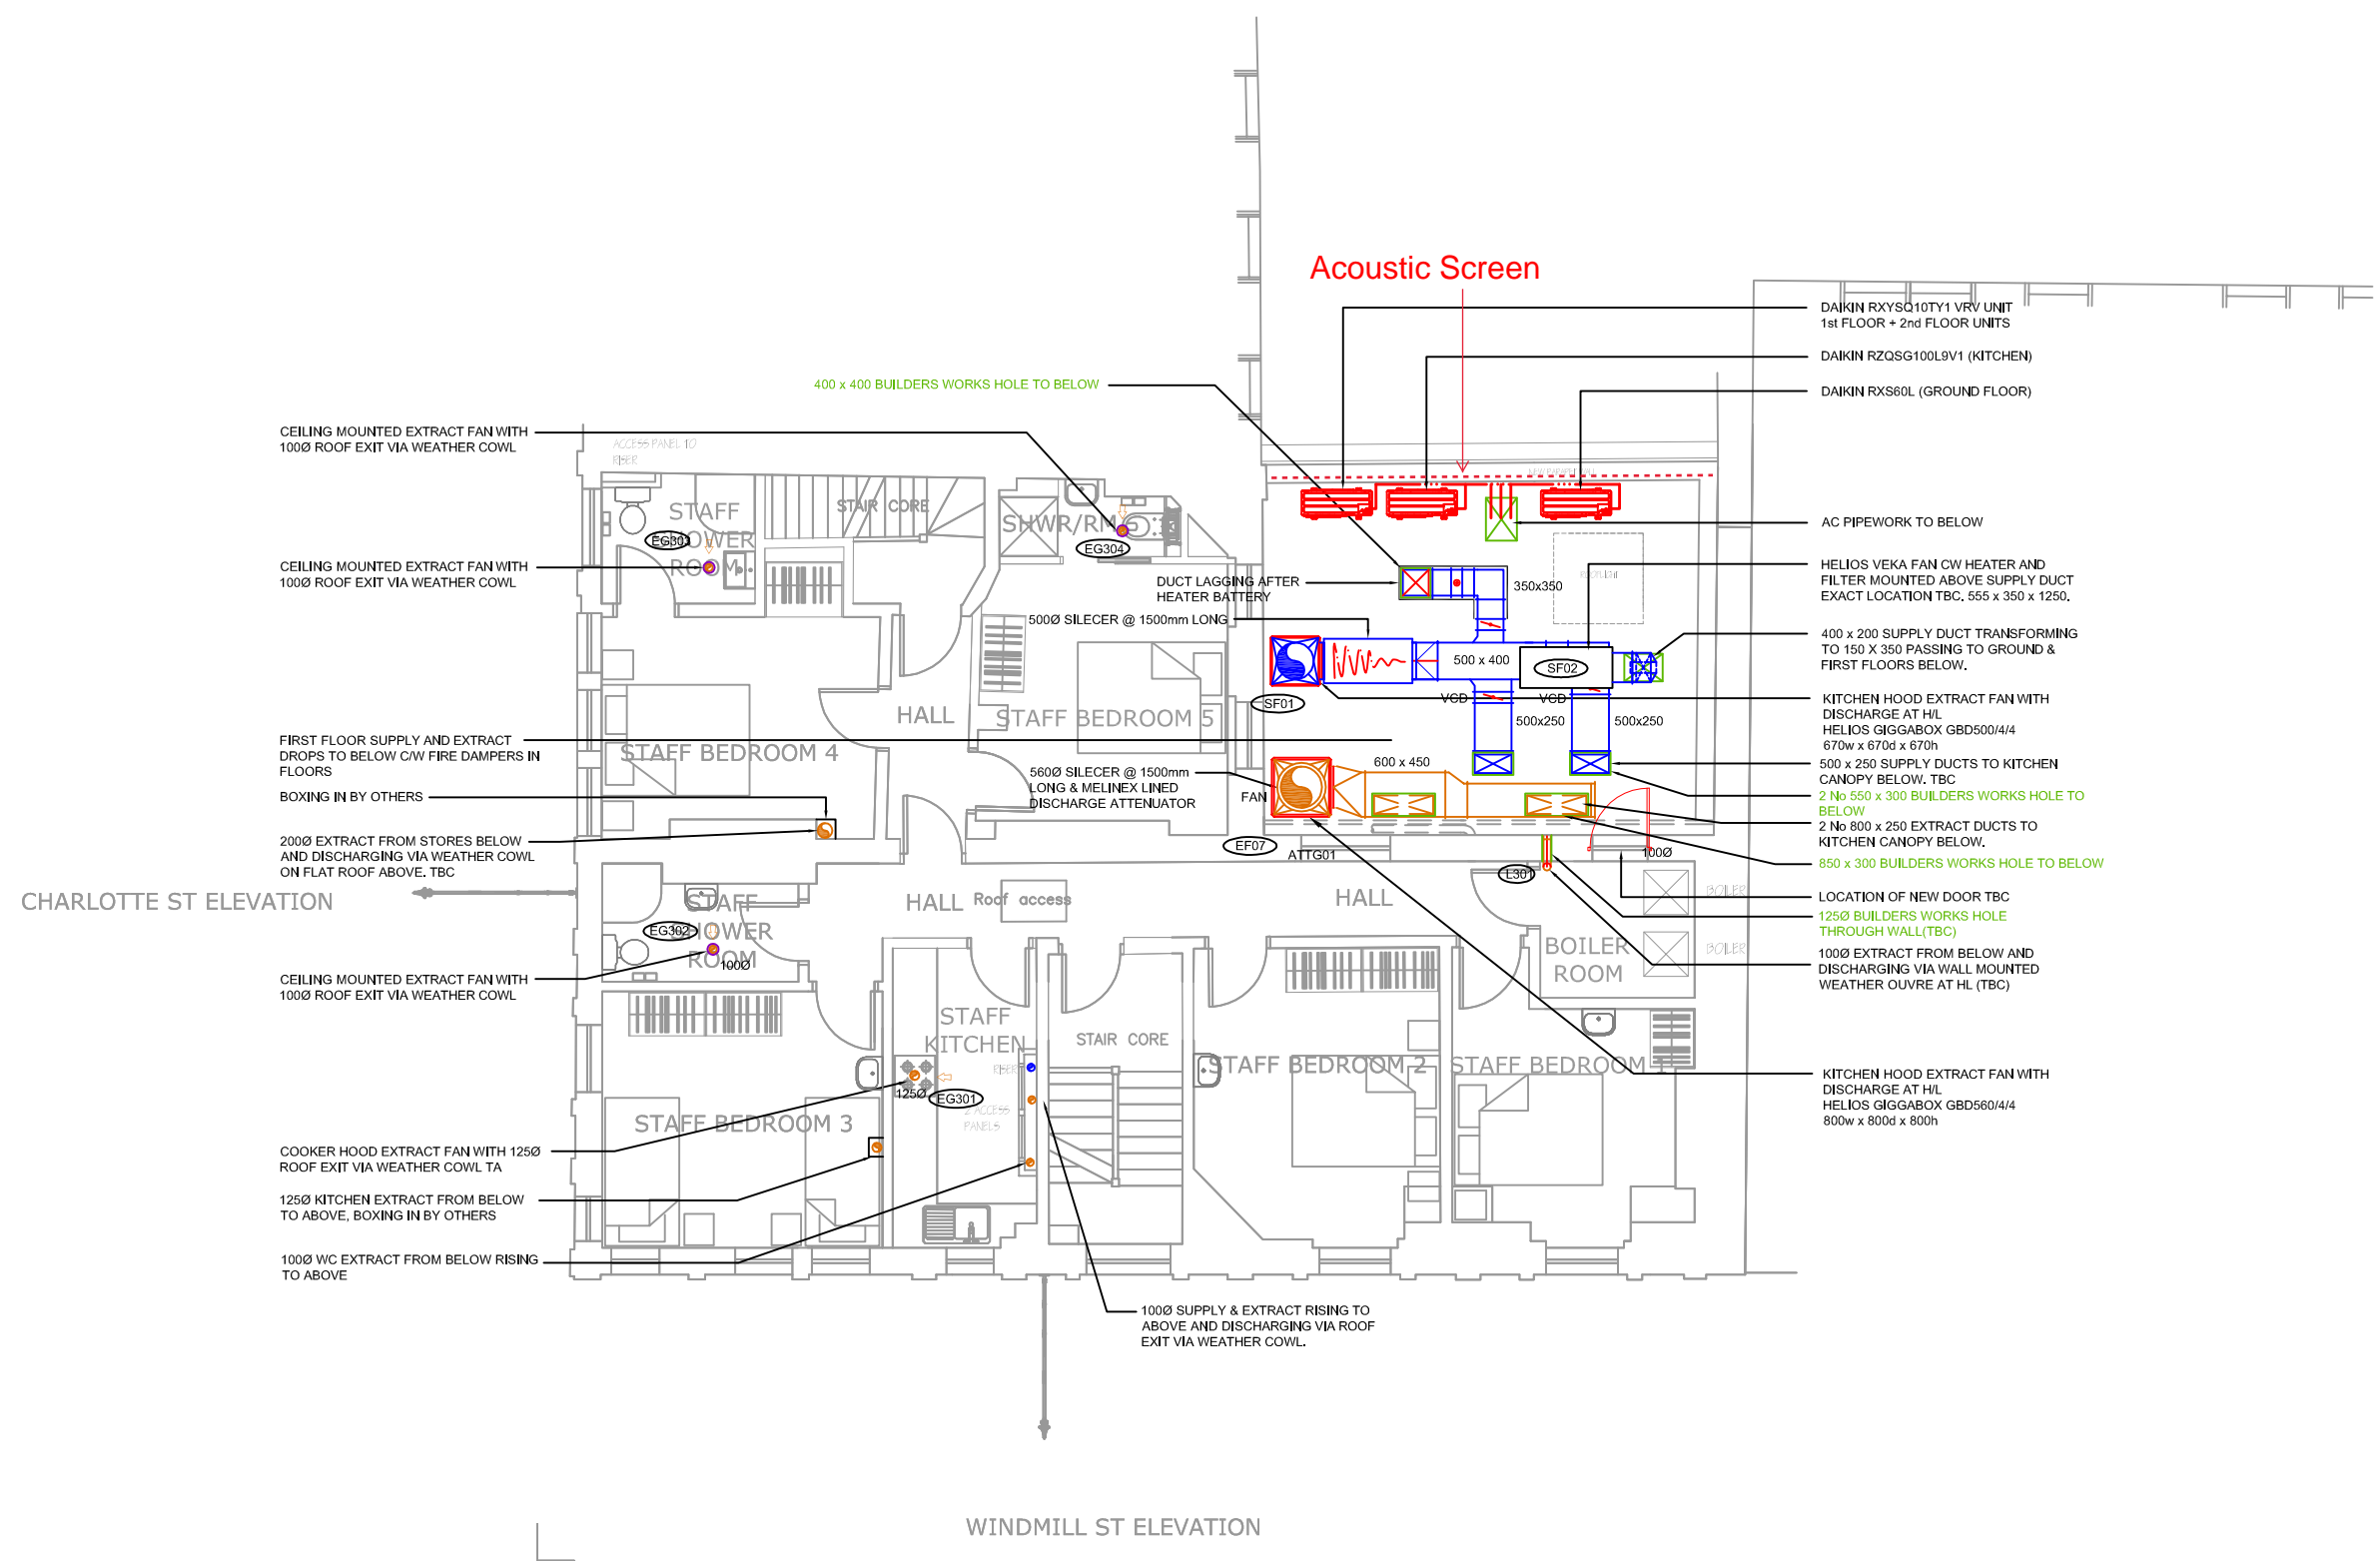 Acoustic Screen
DAIKIN RXYSQ10TY1 VRV UNIT
1st FLOOR + 2nd FLOOR UNITS
DAIKIN RZQSG100L9V1 (KITCHEN)
DAIKIN RXS60L (GROUND FLOOR)
AC PIPEWORK TO BELOW
HELIOS VEKA FAN CW HEATER AND
FILTER MOUNTED ABOVE SUPPLY DUCT
EXACT LOCATION TBC. 555 x 350 x 1250.
400 x 200 SUPPLY DUCT TRANSFORMING
TO 150 X 350 PASSING TO GROUND &
FIRST FLOORS BELOW.
KITCHEN HOOD EXTRACT FAN WITH
DISCHARGE AT H/L
HELIOS GIGGABOX GBD500/4/4
670w x 670d x 670h
500 x 250 SUPPLY DUCTS TO KITCHEN
CANOPY BELOW. TBC
2 No 550 x 300 BUILDERS WORKS HOLE TO
BELOW
2 No 800 x 250 EXTRACT DUCTS TO
KITCHEN CANOPY BELOW.
850 x 300 BUILDERS WORKS HOLE TO BELOW
LOCATION OF NEW DOOR TBC
125Ø BUILDERS WORKS HOLE
THROUGH WALL(TBC)
100Ø EXTRACT FROM BELOW AND
DISCHARGING VIA WALL MOUNTED
WEATHER OUVRE AT HL (TBC)
KITCHEN HOOD EXTRACT FAN WITH
DISCHARGE AT H/L
HELIOS GIGGABOX GBD560/4/4
800w x 800d x 800h
400 x 400 BUILDERS WORKS HOLE TO BELOW
CEILING MOUNTED EXTRACT FAN WITH
100Ø ROOF EXIT VIA WEATHER COWL
CEILING MOUNTED EXTRACT FAN WITH
100Ø ROOF EXIT VIA WEATHER COWL
FIRST FLOOR SUPPLY AND EXTRACT
DROPS TO BELOW C/W FIRE DAMPERS IN
FLOORS
BOXING IN BY OTHERS
200Ø EXTRACT FROM STORES BELOW
AND DISCHARGING VIA WEATHER COWL
ON FLAT ROOF ABOVE. TBC
CHARLOTTE ST ELEVATION
CEILING MOUNTED EXTRACT FAN WITH
100Ø ROOF EXIT VIA WEATHER COWL
COOKER HOOD EXTRACT FAN WITH 125Ø
ROOF EXIT VIA WEATHER COWL TA
125Ø KITCHEN EXTRACT FROM BELOW
TO ABOVE, BOXING IN BY OTHERS
100Ø WC EXTRACT FROM BELOW RISING
TO ABOVE
ACCESS PANEL TO
RISER
STAFF
SHOWER
ROOM
EG303
STAIR CORE
SHWR/RM
EG304
DUCT LAGGING AFTER
HEATER BATTERY
350x350
500Ø SILECER @ 1500mm LONG
500 x 400
SF02
SF01
VCD
VCD
500x250
500x250
HALL
STAFF BEDROOM 5
STAFF BEDROOM 4
600 x 450
560Ø SILECER @ 1500mm
LONG & MELINEX LINED
DISCHARGE ATTENUATOR
FAN
EF07
ATTG01
100Ø
L301
BOILER
BOILER
HALL
Roof access
HALL
STAFF
SHOWER
ROOM
EG302
100Ø
BOILER
ROOM
STAFF
KITCHEN
STAIR CORE
RISER
125Ø
EG301
2 ACCESS
PANELS
STAFF BEDROOM 2
STAFF BEDROOM 1
STAFF BEDROOM 3
100Ø SUPPLY & EXTRACT RISING TO
ABOVE AND DISCHARGING VIA ROOF
EXIT VIA WEATHER COWL.
WINDMILL ST ELEVATION